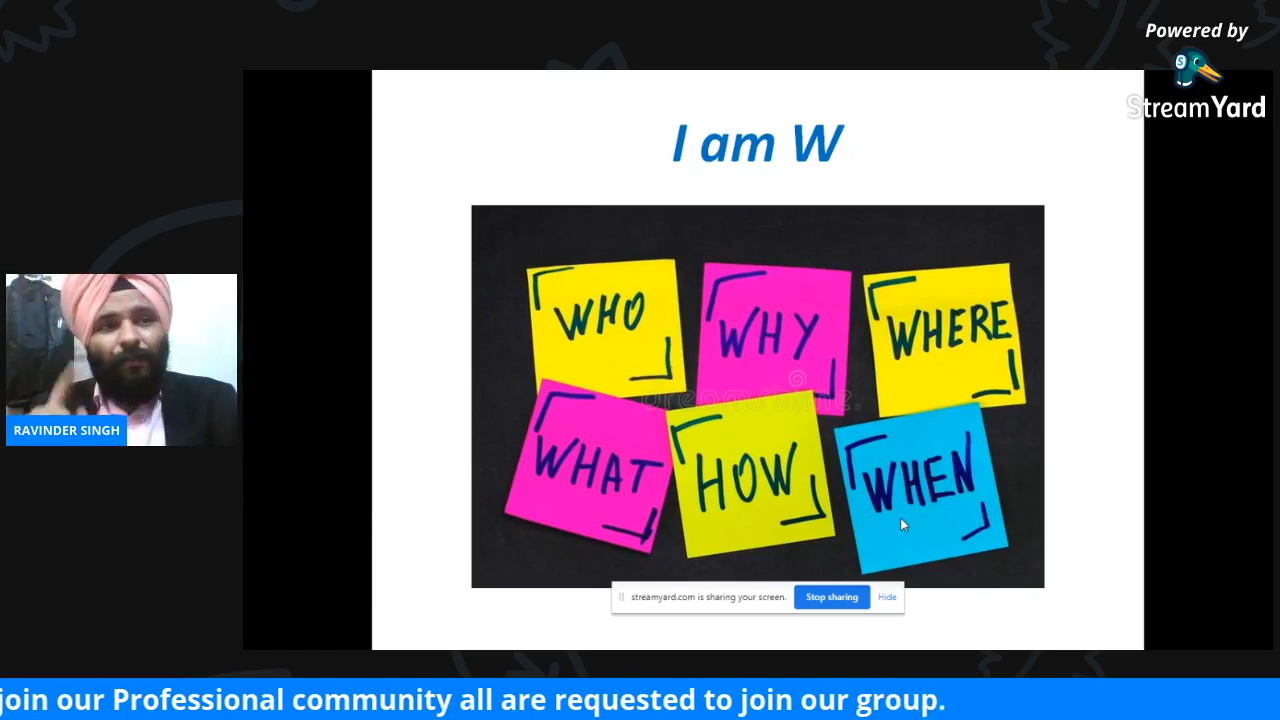 Powered by
StreamYard
I am W
WHO
WHY
WHERE
WHAT
HOW
WHEN
dreamstime.
RAVINDER SINGH
streamyard.com is sharing your screen.
Stop sharing
Hide
join our Professional community all are requested to join our group.